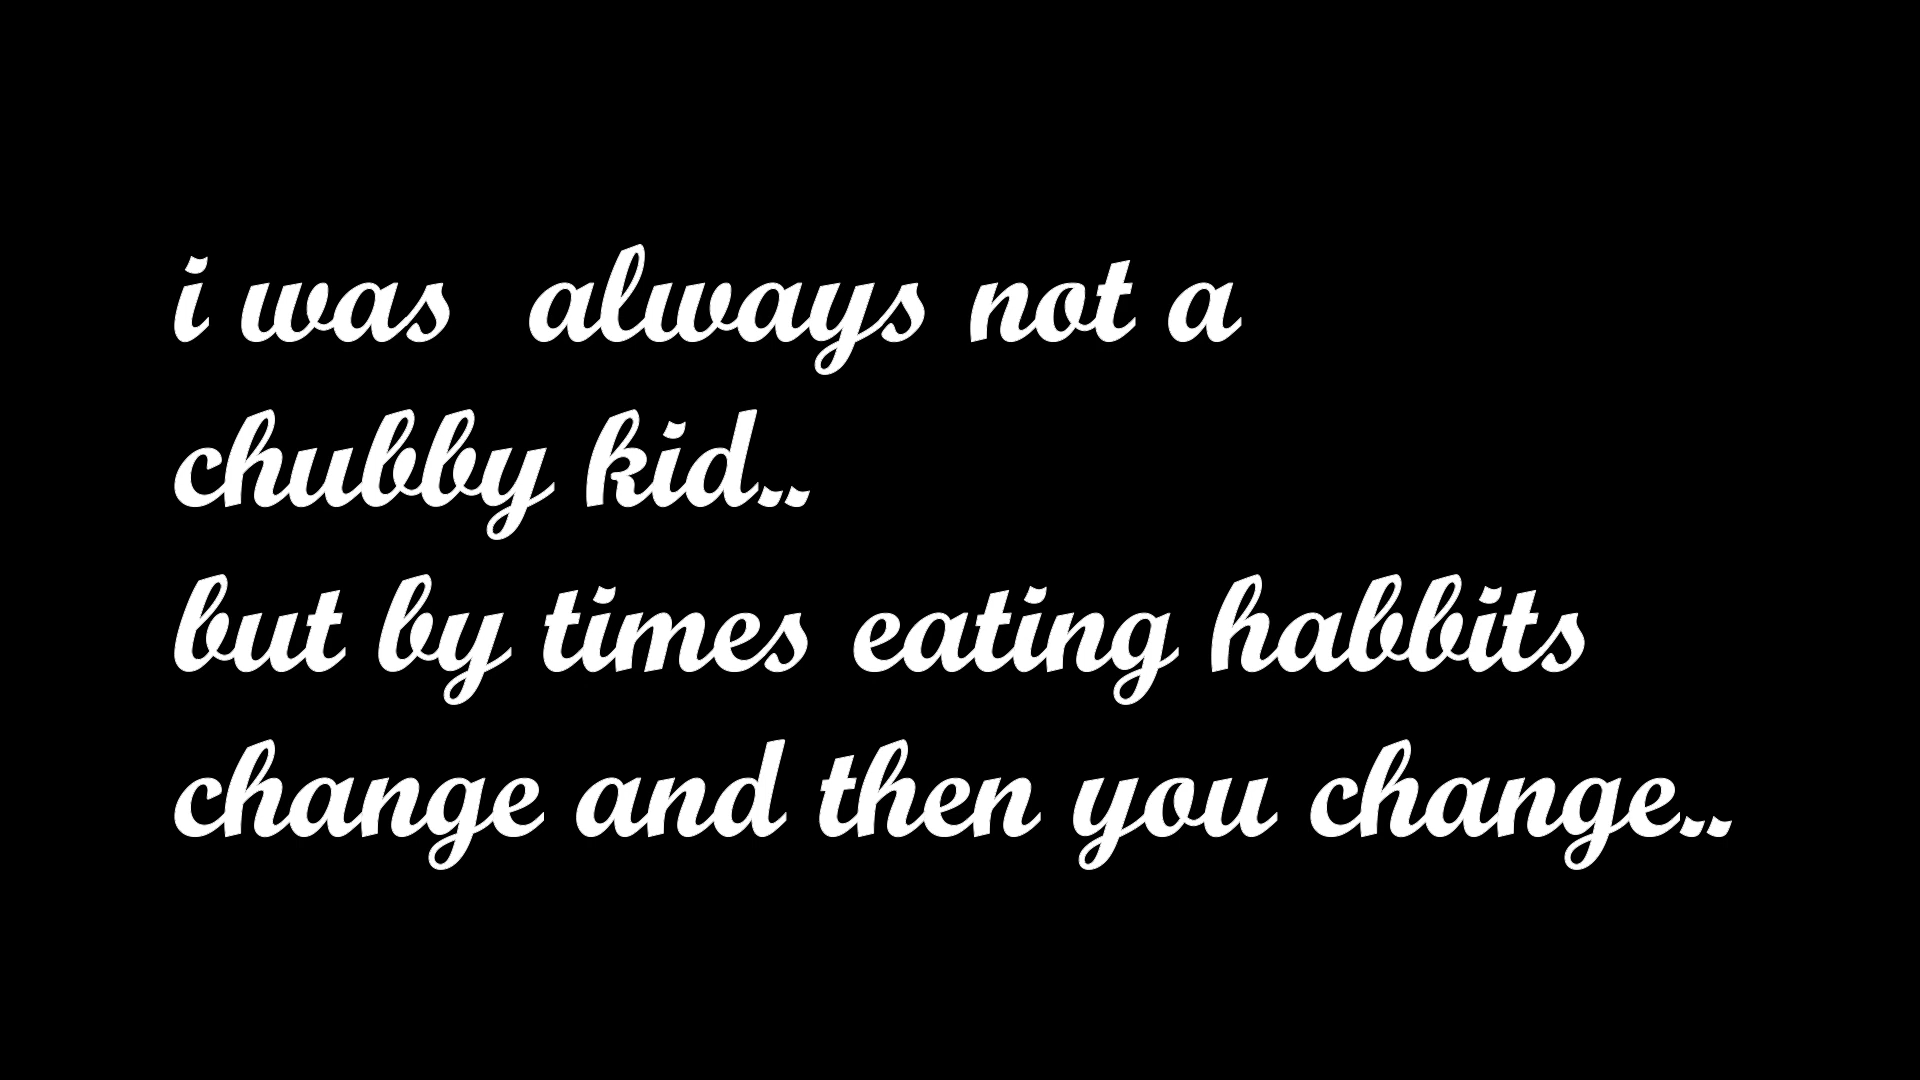 i was  always not a
chubby kid..
but by times eating habbits
change and then you change..